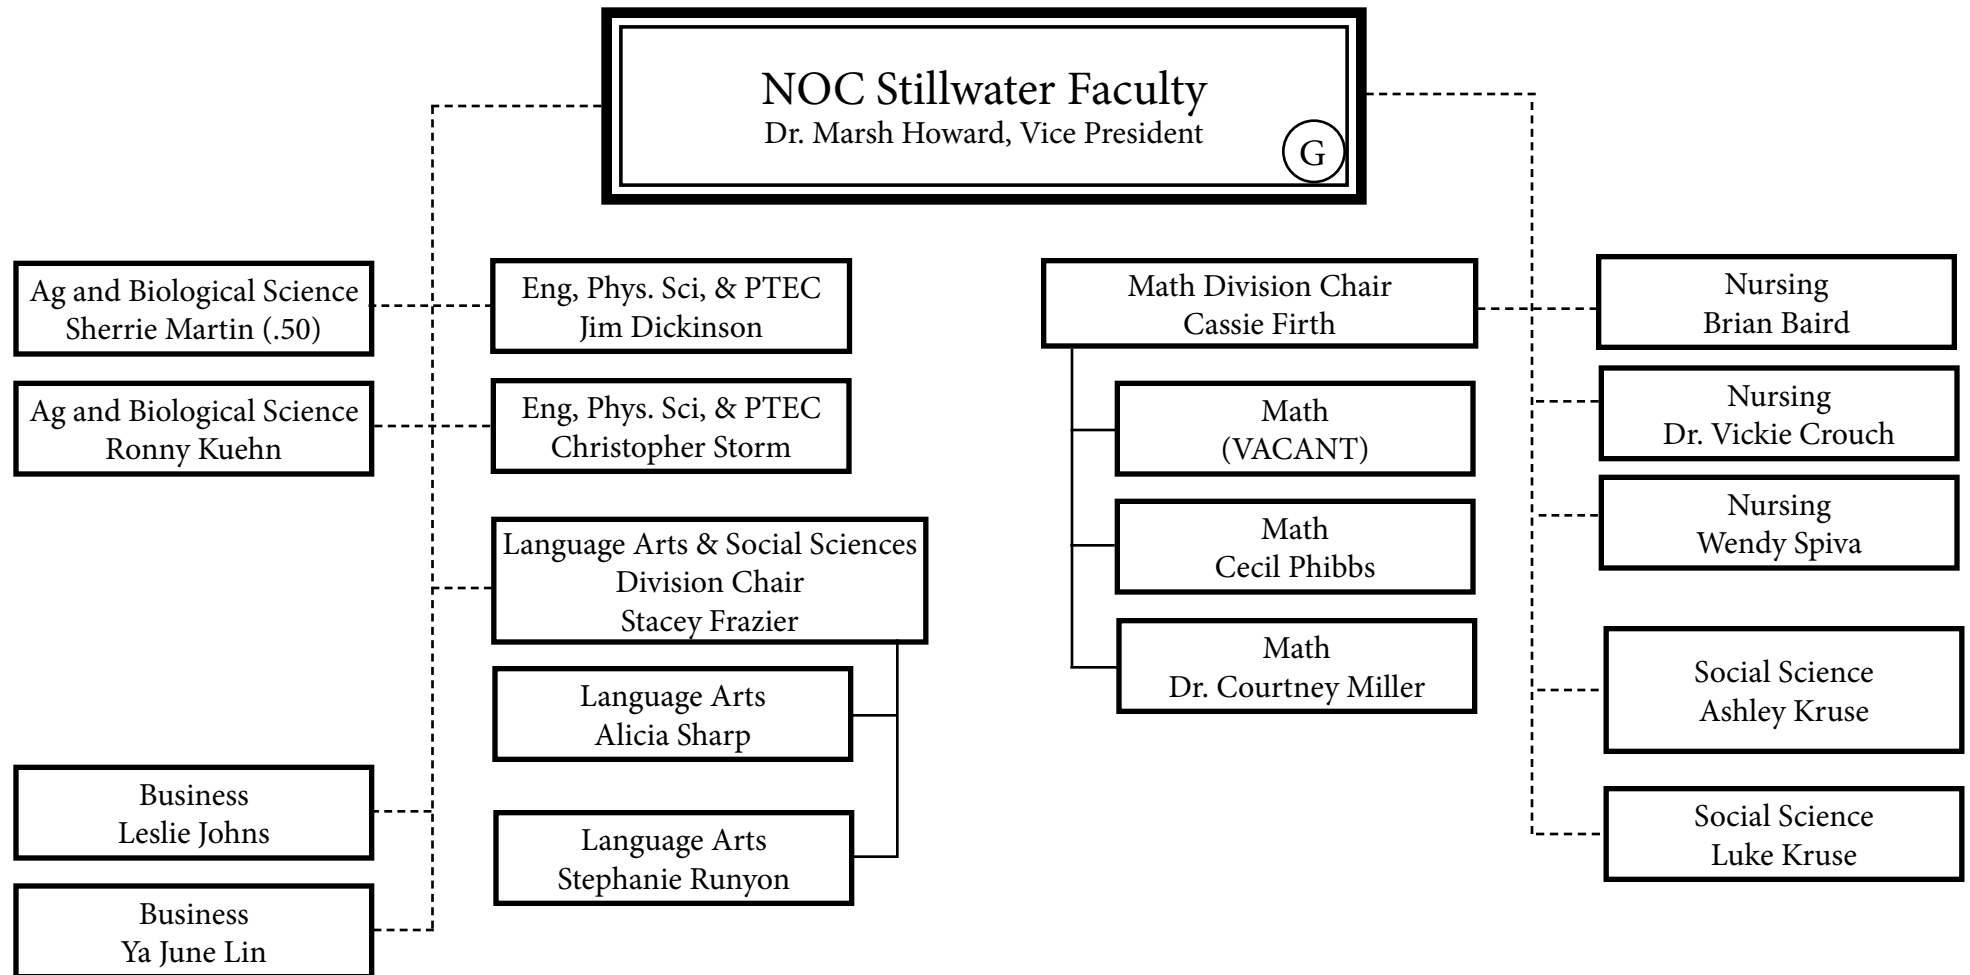 NOC Stillwater Faculty
Dr. Marsh Howard, Vice President
G
Ag and Biological Science
Sherrie Martin (.50)
Eng, Phys. Sci, & PTEC
Jim Dickinson
Math Division Chair
Cassie Firth
Nursing
Brian Baird
Ag and Biological Science
Ronny Kuehn
Eng, Phys. Sci, & PTEC
Christopher Storm
Math
(VACANT)
Nursing
Dr. Vickie Crouch
Language Arts & Social Sciences
Division Chair
Stacey Frazier
Math
Cecil Phibbs
Nursing
Wendy Spiva
Language Arts
Alicia Sharp
Math
Dr. Courtney Miller
Social Science
Ashley Kruse
Business
Leslie Johns
Language Arts
Stephanie Runyon
Social Science
Luke Kruse
Business
Ya June Lin